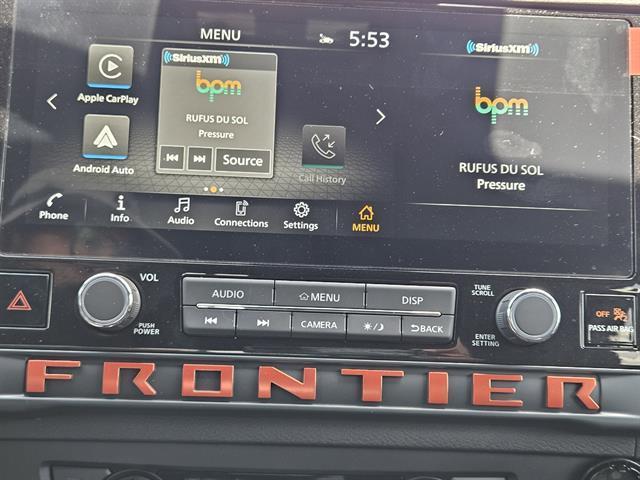 MENU
5:53
SiriusXM
Apple CarPlay
SiriusXM
bpm
RUFUS DU SOL
Pressure
Source
Android Auto
Call History
bpm
RUFUS DU SOL
Pressure
Phone
Info
Audio
Connections
Settings
MENU
VOL
PUSH
POWER
AUDIO
MENU
DISP
CAMERA
BACK
TUNE
SCROLL
ENTER
SETTING
OFF
PASS AIR BAG
FRONTIER